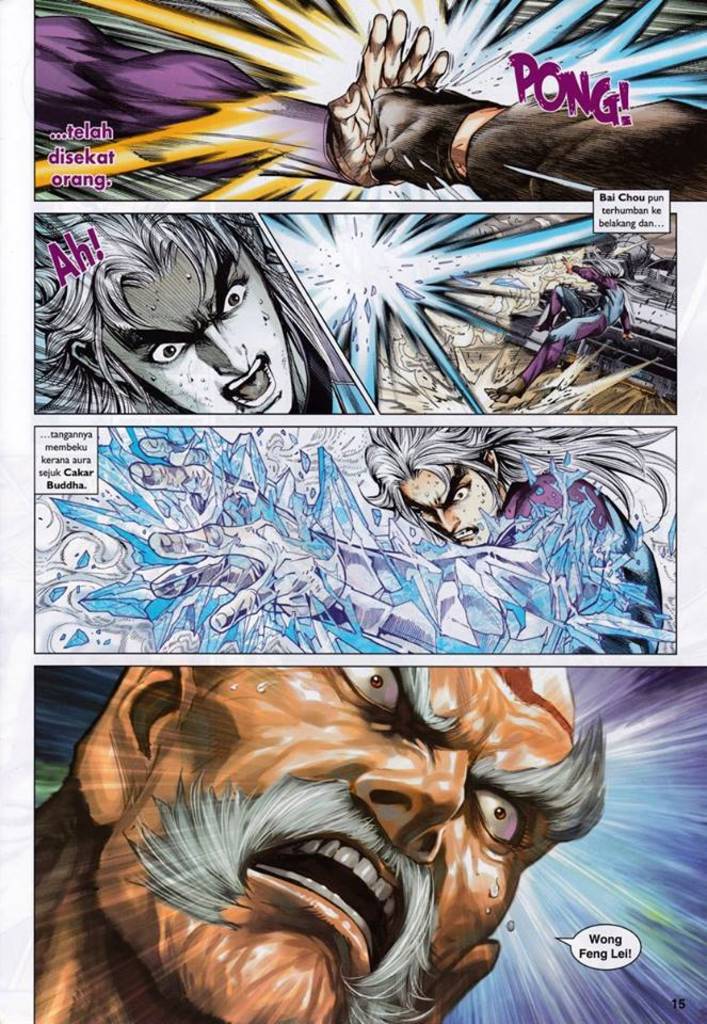 PONG!
...telah
disekat
orang.
Bai Chou pun
terhumban ke
belakang dan...
Ah!
...tangannya
membeku
kerana aura
sejuk Cakar
Buddha.
Wong
Feng Lei!
15